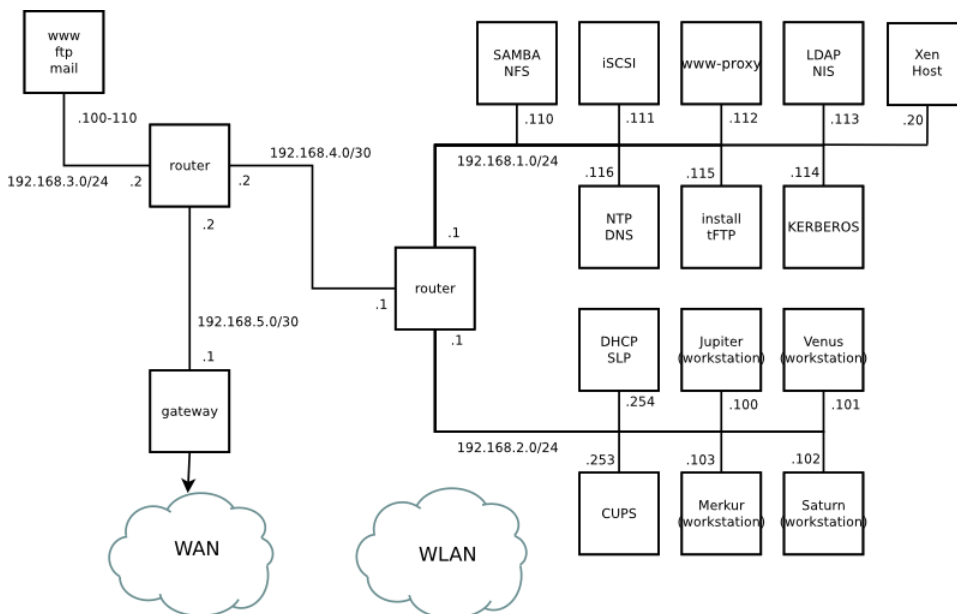 www
ftp
mail
SAMBA
NFS
iSCSI
www-proxy
LDAP
NIS
Xen
Host
.100-110
.110
.111
.112
.113
.20
router
192.168.4.0/30
192.168.1.0/24
192.168.3.0/24
.2
.2
.116
.115
.114
.2
NTP
DNS
install
tFTP
KERBEROS
.1
router
.1
.1
192.168.5.0/30
DHCP
SLP
Jupiter
(workstation)
Venus
(workstation)
.1
.254
.100
.101
gateway
192.168.2.0/24
.253
.103
.102
CUPS
Merkur
(workstation)
Saturn
(workstation)
WAN
WLAN